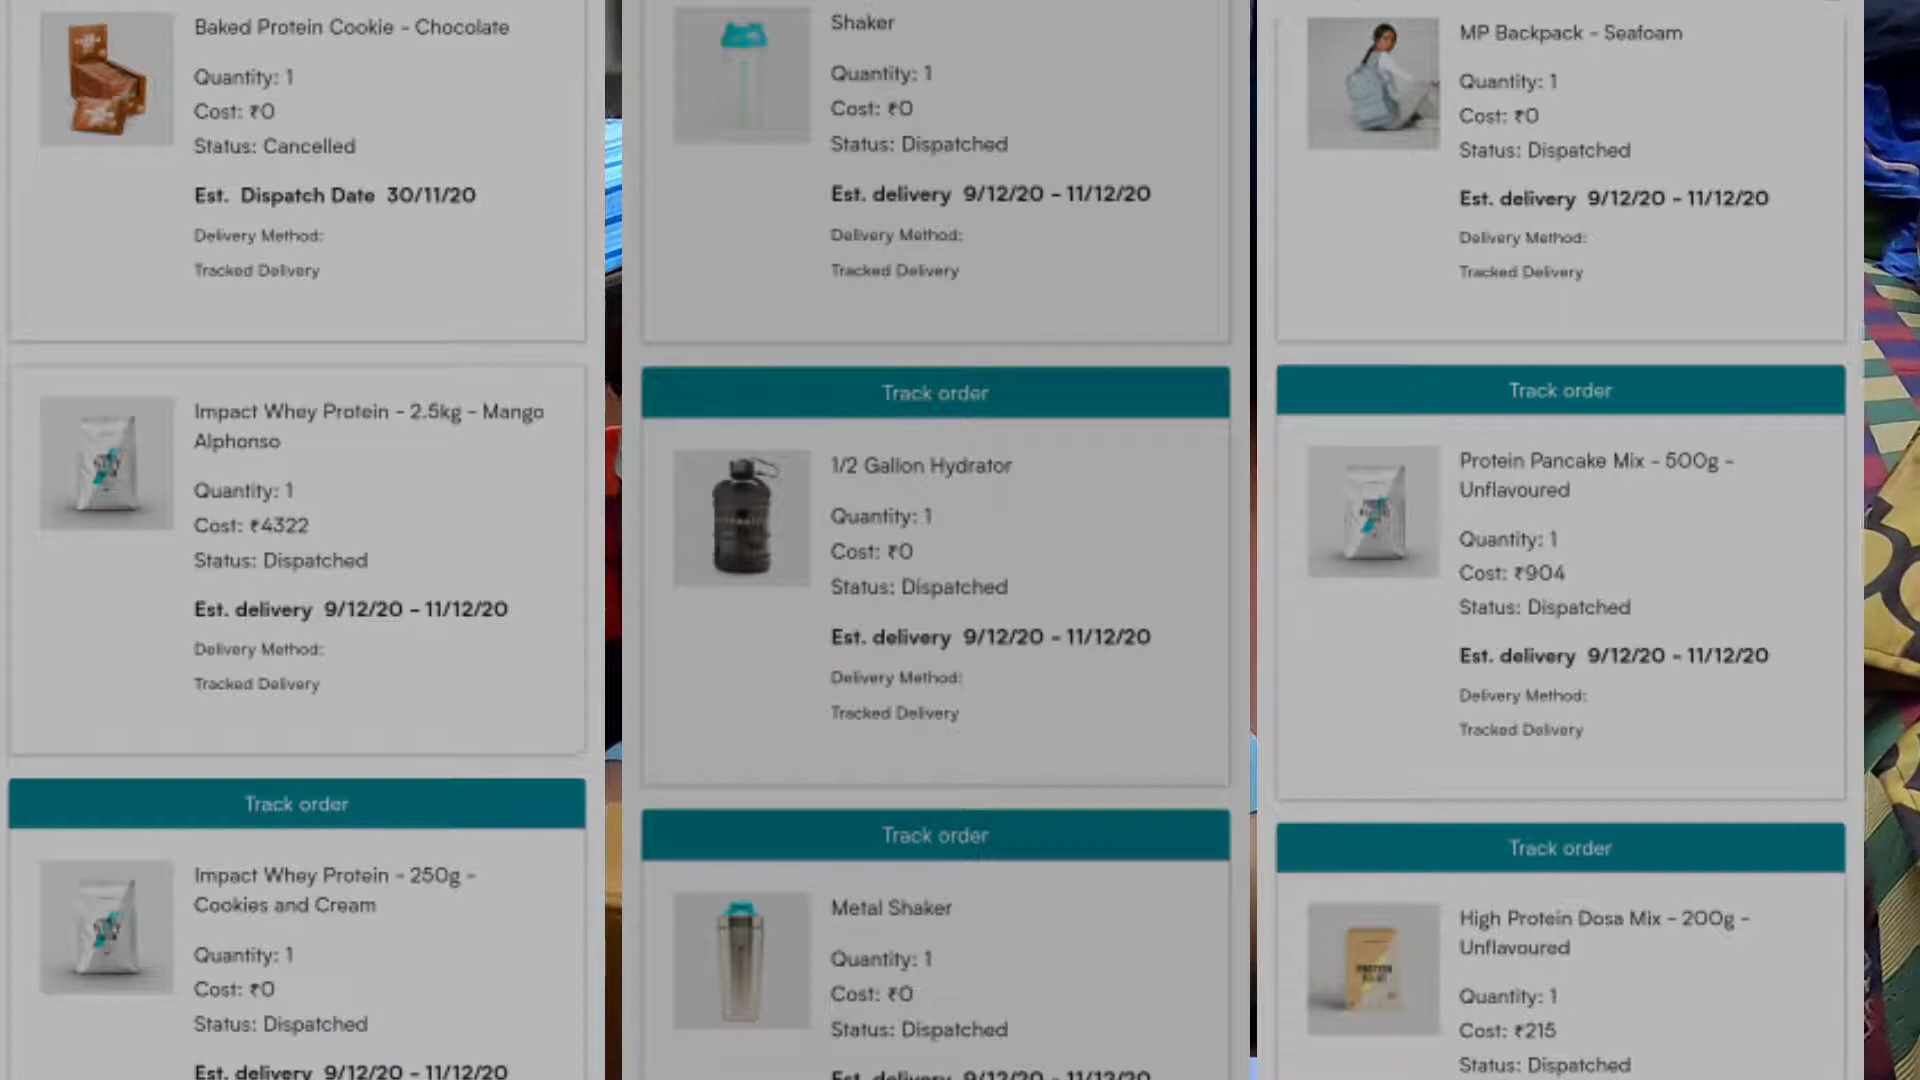 Baked Protein Cookie - Chocolate
Quantity: 1
Cost: ₹0
Status: Cancelled
Est. Dispatch Date 30/11/20
Delivery Method:
Tracked Delivery
Impact Whey Protein - 2.5kg - Mango
Alphonso
Quantity: 1
Cost: ₹4322
Status: Dispatched
Est. delivery 9/12/20 - 11/12/20
Delivery Method:
Tracked Delivery
Track order
Impact Whey Protein - 250g -
Cookies and Cream
Quantity: 1
Cost: ₹0
Status: Dispatched
Est. delivery 9/12/20 - 11/12/20
Shaker
Quantity: 1
Cost: ₹0
Status: Dispatched
Est. delivery 9/12/20 - 11/12/20
Delivery Method:
Tracked Delivery
Track order
1/2 Gallon Hydrator
Quantity: 1
Cost: ₹0
Status: Dispatched
Est. delivery 9/12/20 - 11/12/20
Delivery Method:
Tracked Delivery
Track order
Metal Shaker
Quantity: 1
Cost: ₹0
Status: Dispatched
Est. delivery 9/12/20 - 11/12/20
MP Backpack - Seafoam
Quantity: 1
Cost: ₹0
Status: Dispatched
Est. delivery 9/12/20 - 11/12/20
Delivery Method:
Tracked Delivery
Track order
Protein Pancake Mix - 500g -
Unflavoured
Quantity: 1
Cost: ₹904
Status: Dispatched
Est. delivery 9/12/20 - 11/12/20
Delivery Method:
Tracked Delivery
Track order
High Protein Dosa Mix - 200g -
Unflavoured
Quantity: 1
Cost: ₹215
Status: Dispatched